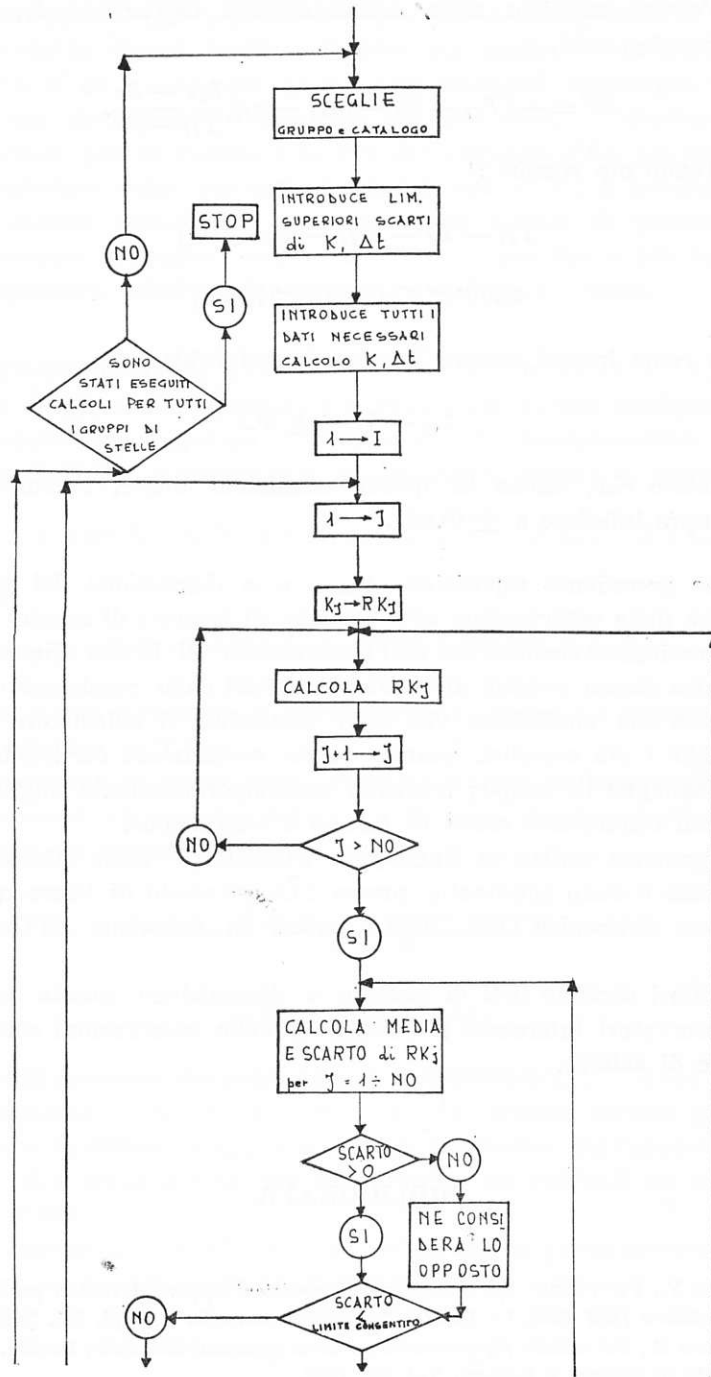 SCEGLIE
GRUPPO e CATALOGO
INTRODUCE LIM.
SUPERIORI SCARTI
di K, Δt
STOP
NO
SI
INTRODUCE TUTTI I
DATI NECESSARI
CALCOLO K, Δt
SONO
STATI ESEGUITI
CALCOLI PER TUTTI
I GRUPPI DI
STELLE
1 → I
1 → J
KJ → RKJ
CALCOLA RKJ
J+1 → J
NO
J > NO
SI
CALCOLA MEDIA
E SCARTO di RKj
per J = 1 ÷ NO
SCARTO
>0
NO
SI
NE CONSI
DERA LO
OPPOSTO
NO
SCARTO
<
LIMITE CONSENTITO